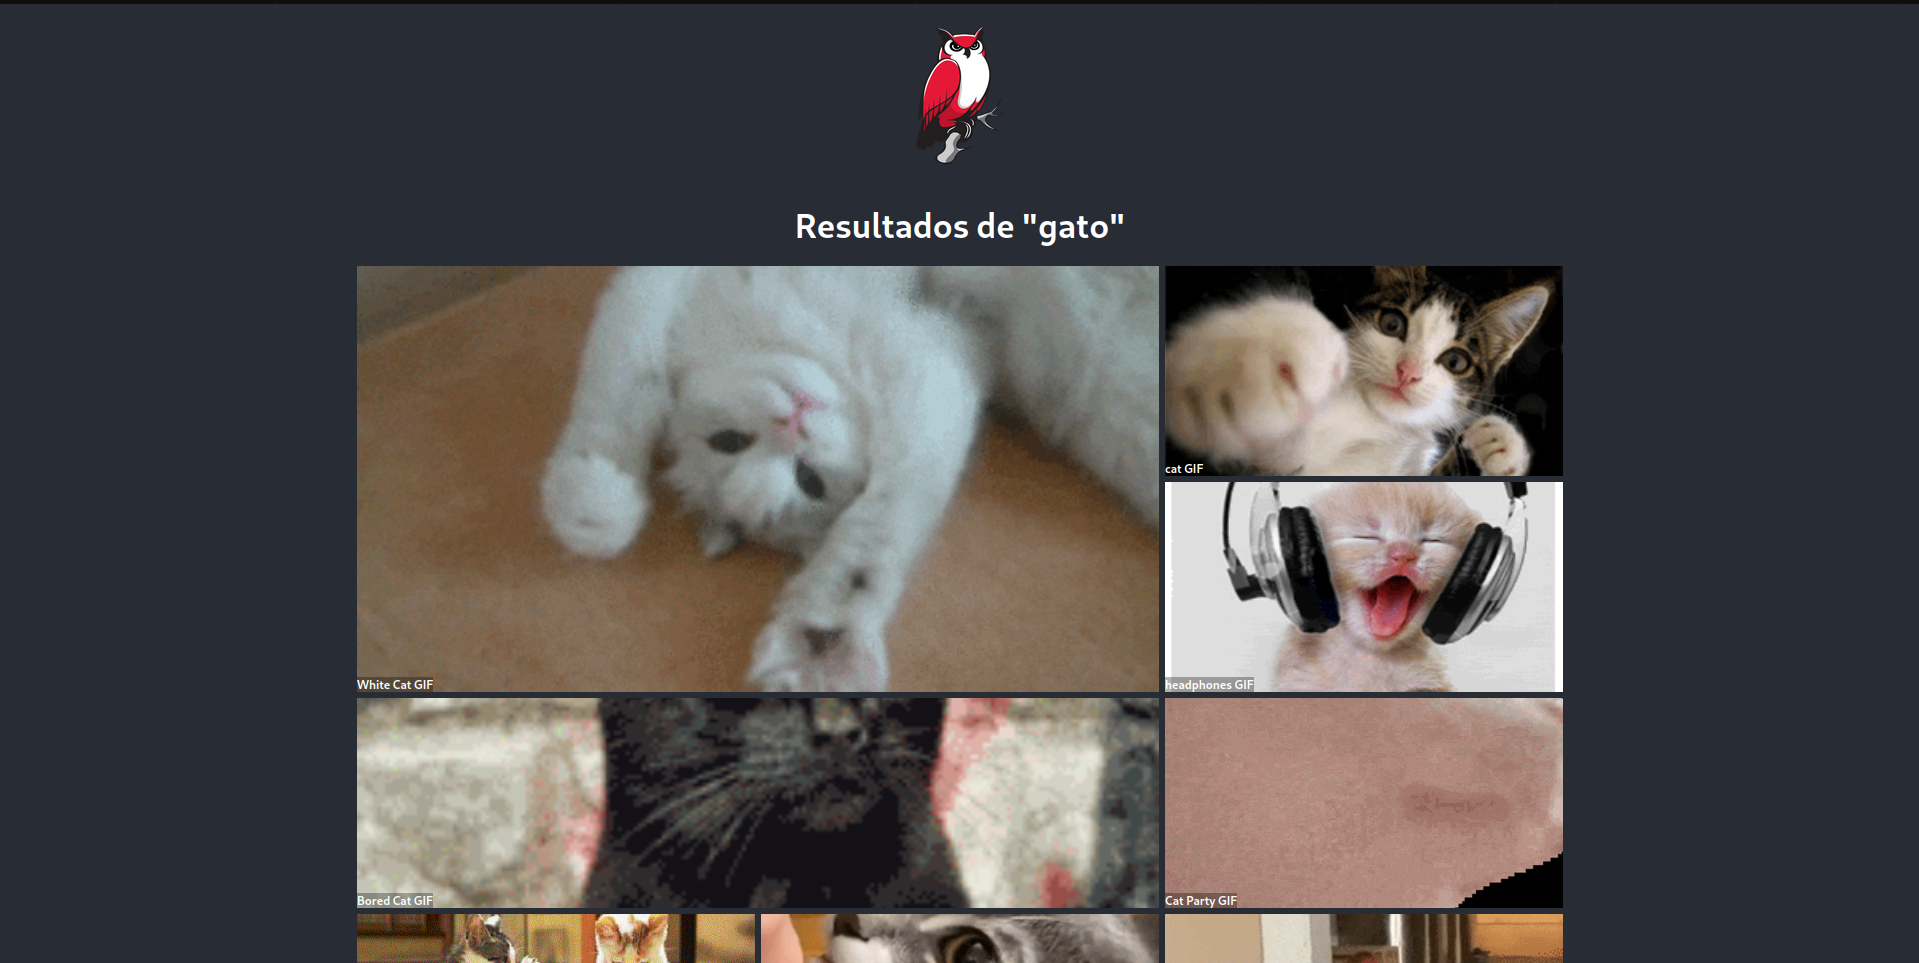 Resultados de "gato"
White Cat GIF
cat GIF
headphones GIF
Bored Cat GIF
Cat Party GIF